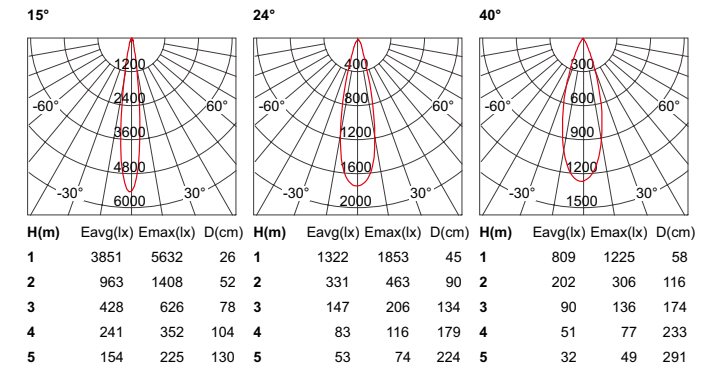 15° 24° 40°
1200 400 300
2400 800 600
-60° 60° -60° 60° -60° 60°
3600 1200 900
4800 1600 1200
-30° 30° -30° 30° -30° 30°
6000 2000 1500
H(m) Eavg(lx) Emax(lx) D(cm) H(m) Eavg(lx) Emax(lx) D(cm) H(m) Eavg(lx) Emax(lx) D(cm)
1 3851 5632 26 1 1322 1853 45 1 809 1225 58
2 963 1408 52 2 331 463 90 2 202 306 116
3 428 626 78 3 147 206 134 3 90 136 174
4 241 352 104 4 83 116 179 4 51 77 233
5 154 225 130 5 53 74 224 5 32 49 291